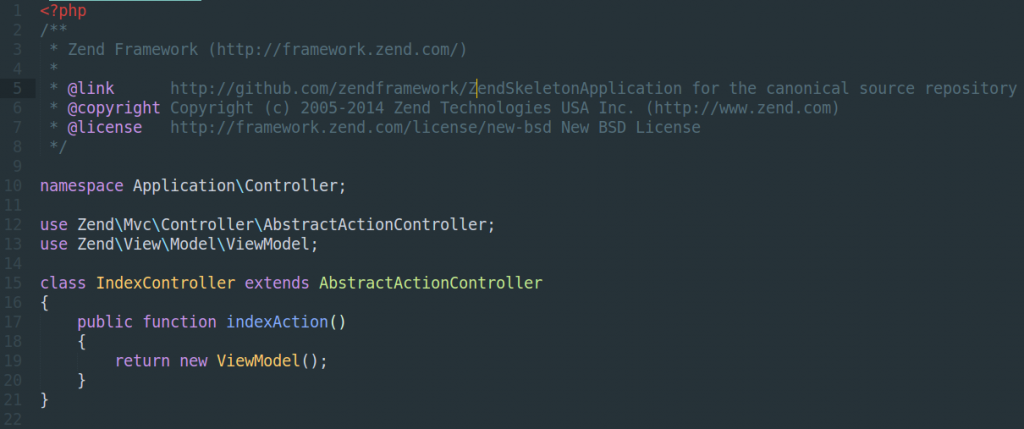 1 <?php
2 /**
3  * Zend Framework (http://framework.zend.com/)
4  *
5  * @link      http://github.com/zendframework/ZendSkeletonApplication for the canonical source repository
6  * @copyright Copyright (c) 2005-2014 Zend Technologies USA Inc. (http://www.zend.com)
7  * @license   http://framework.zend.com/license/new-bsd New BSD License
8  */
9
10 namespace Application\Controller;
11
12 use Zend\Mvc\Controller\AbstractActionController;
13 use Zend\View\Model\ViewModel;
14
15 class IndexController extends AbstractActionController
16 {
17     public function indexAction()
18     {
19         return new ViewModel();
20     }
21 }
22